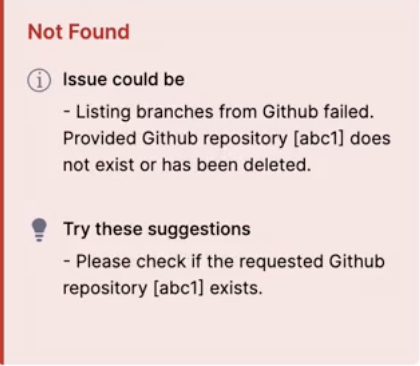 Not Found
Issue could be
- Listing branches from Github failed.
Provided Github repository [abc1] does
not exist or has been deleted.
Try these suggestions
- Please check if the requested Github
repository [abc1] exists.